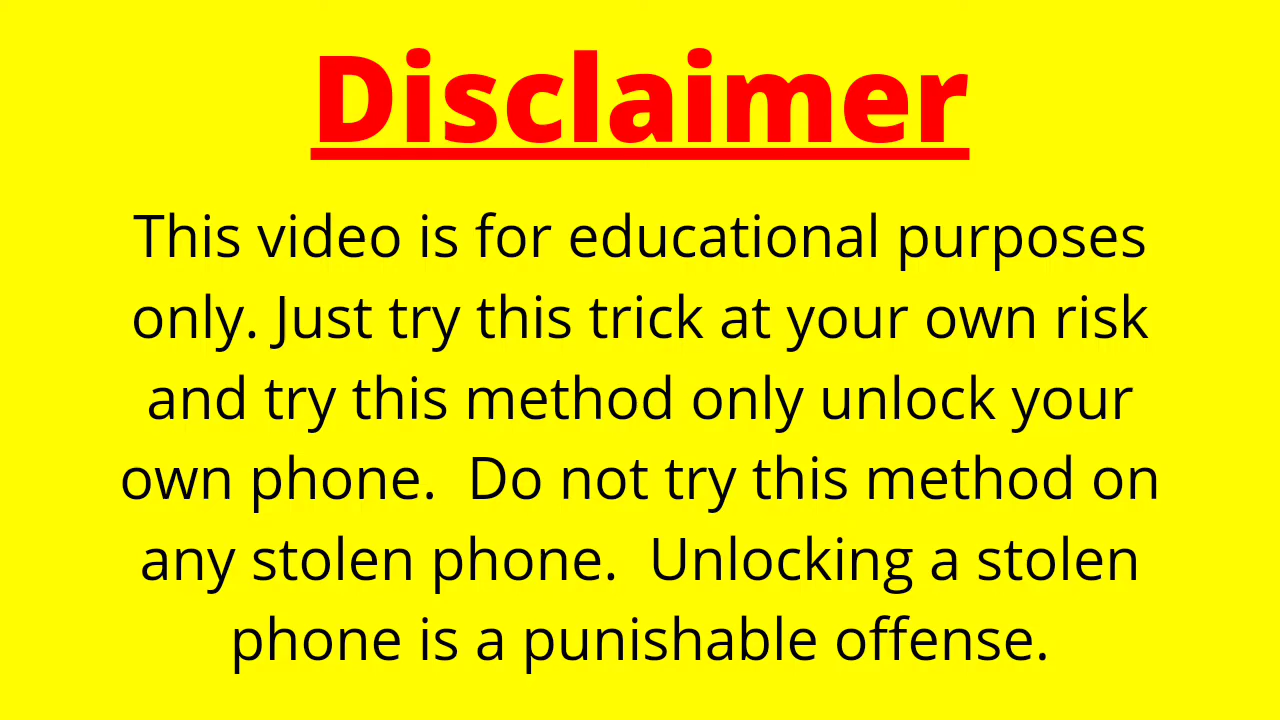 Disclaimer
This video is for educational purposes
only. Just try this trick at your own risk
and try this method only unlock your
own phone.  Do not try this method on
any stolen phone.  Unlocking a stolen
phone is a punishable offense.